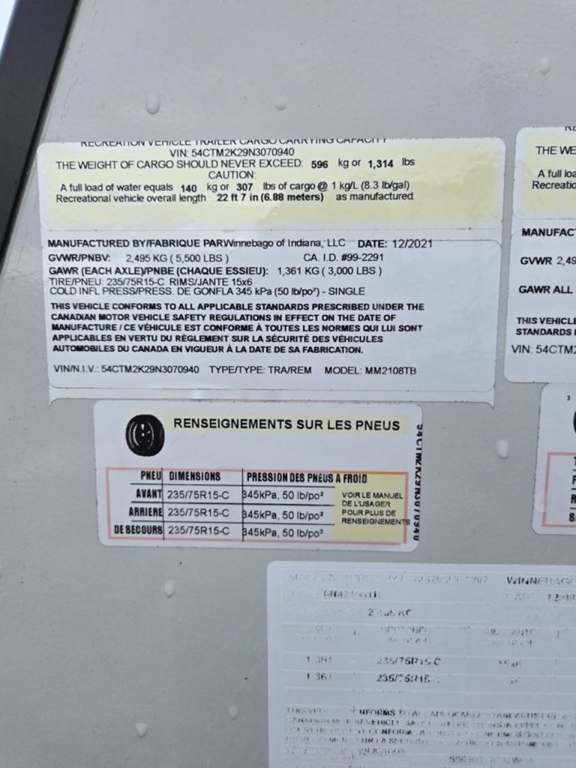 RECREATION VEHICLE TRAILER CARGO CARRYING CAPACITY
VIN: 54CTM2K29N3070940
THE WEIGHT OF CARGO SHOULD NEVER EXCEED: 596 kg or 1,314 lbs
CAUTION:
A full load of water equals 140 kg or 307 lbs of cargo @ 1 kg/L (8.3 lb/gal)
Recreational vehicle overall length 22 ft 7 in (6.88 meters) as manufactured
MANUFACTURED BY/FABRIQUE PARWinnebago of Indiana, LLC DATE: 12/2021
GVWR/PNBV: 2,495 KG ( 5,500 LBS ) CA. I.D. #99-2291
GAWR (EACH AXLE)/PNBE (CHAQUE ESSIEU): 1,361 KG ( 3,000 LBS )
TIRE/PNEU: 235/75R15-C RIMS/JANTE 15x6
COLD INFL PRESS/PRESS. DE GONFLA 345 kPa (50 lb/po²) - SINGLE
THIS VEHICLE CONFORMS TO ALL APPLICABLE STANDARDS PRESCRIBED UNDER THE
CANADIAN MOTOR VEHICLE SAFETY REGULATIONS IN EFFECT ON THE DATE OF
MANUFACTURE / CE VÉHICULE EST CONFORME À TOUTES LES NORMES QUI LUI SONT
APPLICABLES EN VERTU DU RÈGLEMENT SUR LA SÉCURITÉ DES VÉHICULES
AUTOMOBILES DU CANADA EN VIGUEUR À LA DATE DE SA FABRICATION.
VIN/N.I.V.: 54CTM2K29N3070940 TYPE/TYPE: TRA/REM MODEL: MM2108TB
RENSEIGNEMENTS SUR LES PNEUS
PNEU DIMENSIONS PRESSION DES PNEUS A FROID
AVANT 235/75R15-C 345kPa, 50 lb/po²
ARRIERE 235/75R15-C 345kPa, 50 lb/po²
DE SECOURS 235/75R15-C 345kPa, 50 lb/po²
VOIR LE MANUEL
DE L'USAGER
POUR PLUS DE
RENSEIGNEMENTS
54CTM2K29N3070940
THE WE
A full loa
Recreatio
MANUFAC
GVWR 2,49
GAWR ALL
THIS VEHICLE
STANDARDS
VIN: 54CTM2
WINNEBAGO
235/75R15-C